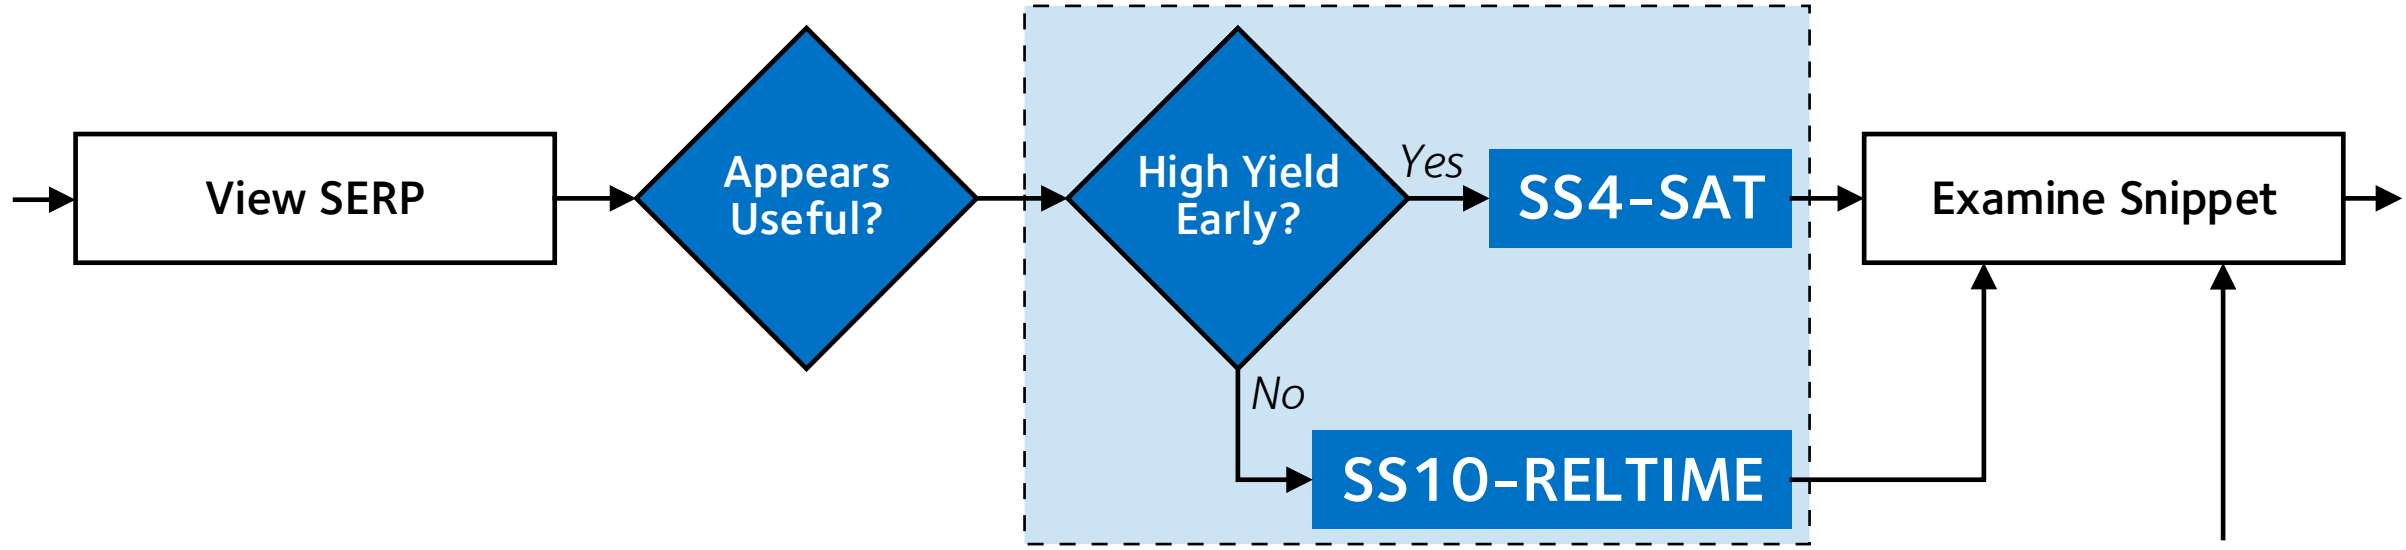 View SERP
Appears
Useful?
High Yield
Early?
Yes
SS4-SAT
Examine Snippet
No
SS10-RELTIME